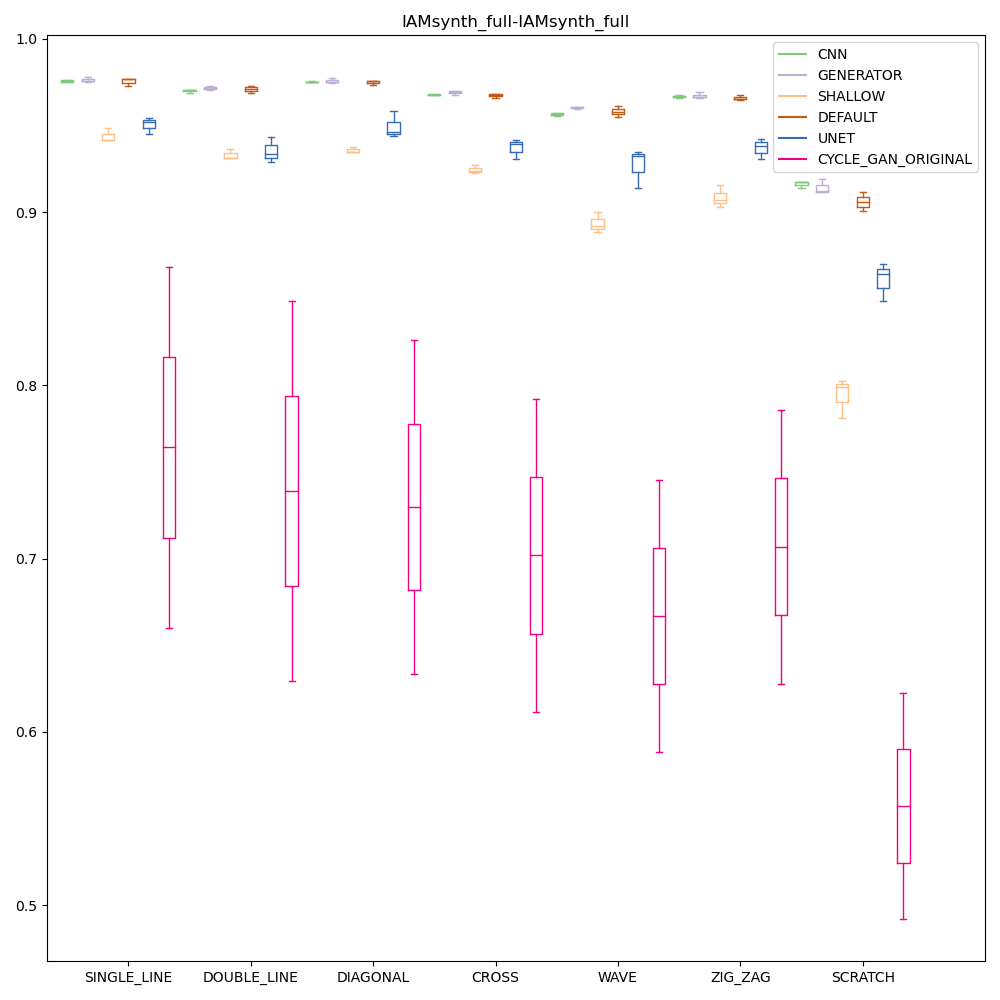 IAMsynth_full-IAMsynth_full
1.0
0.9
0.8
0.7
0.6
0.5
CNN
GENERATOR
SHALLOW
DEFAULT
UNET
CYCLE_GAN_ORIGINAL
SINGLE_LINE DOUBLE_LINE DIAGONAL CROSS WAVE ZIG_ZAG SCRATCH